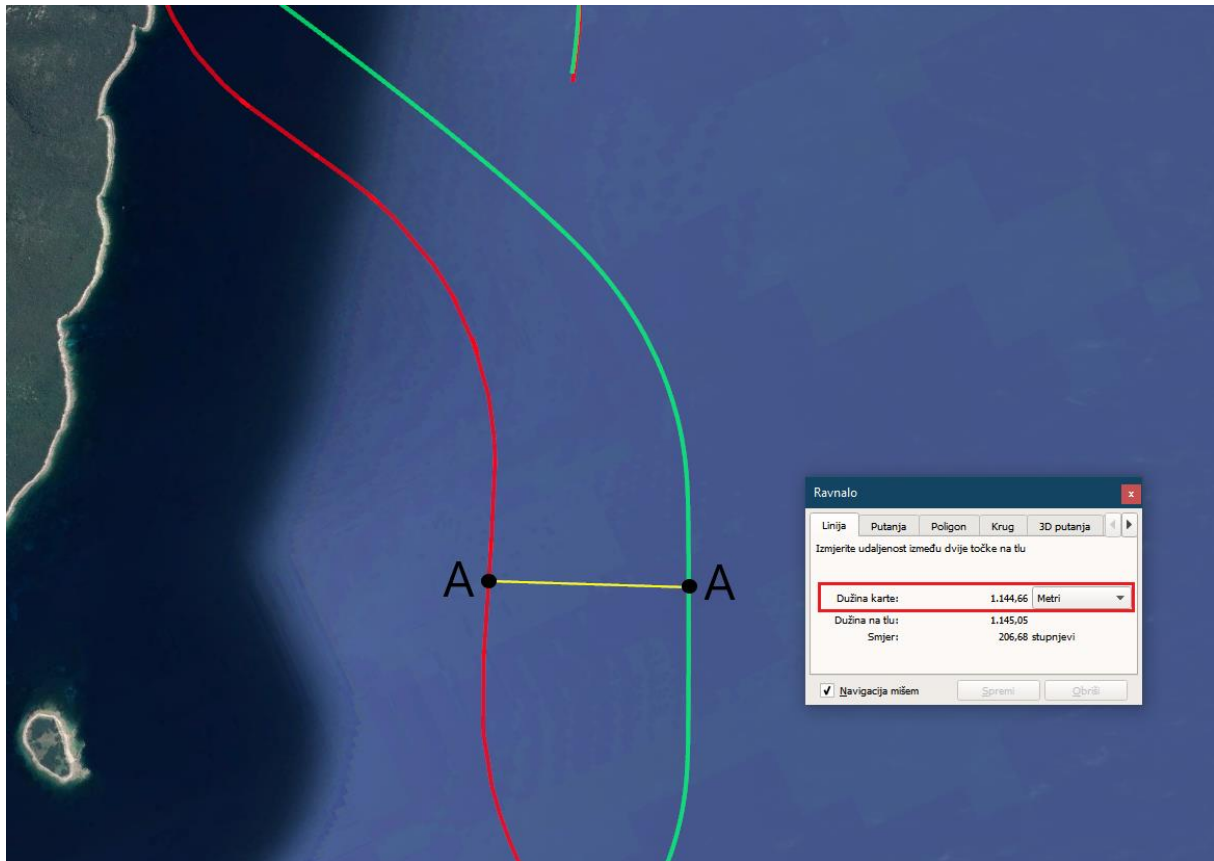 Ravnalo
x
Linija Putanja Poligon Krug 3D putanja
Izmjerite udaljenost između dvije točke na tlu
A A
Dužina karte: 1.144,66 Metri
Dužina na tlu: 1.145,05
Smjer: 206,68 stupnjevi
Navigacija mišem Spremi Obriši